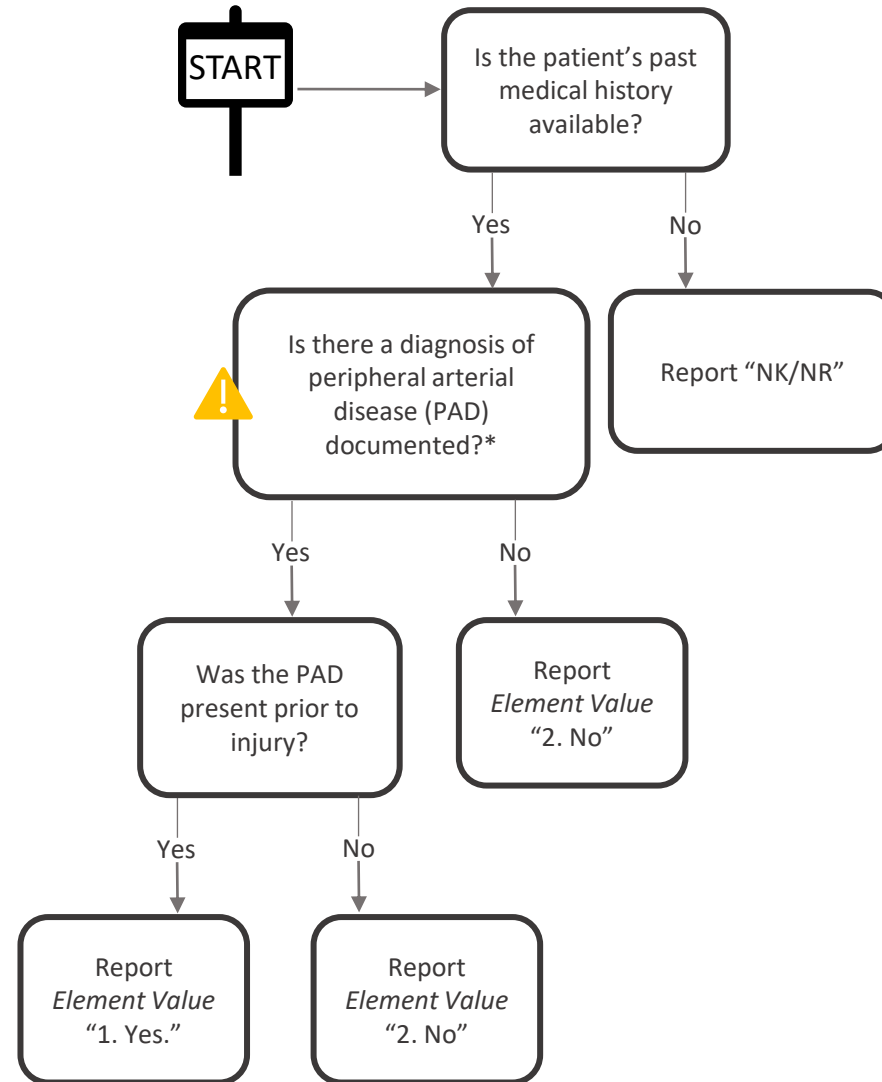 START
Is the patient’s past
medical history
available?
Yes
No
Is there a diagnosis of
peripheral arterial
disease (PAD)
documented?*
Report “NK/NR”
!
Yes
No
Was the PAD
present prior to
injury?
Report
Element Value
“2. No”
Yes
No
Report
Element Value
“1. Yes.”
Report
Element Value
“2. No”